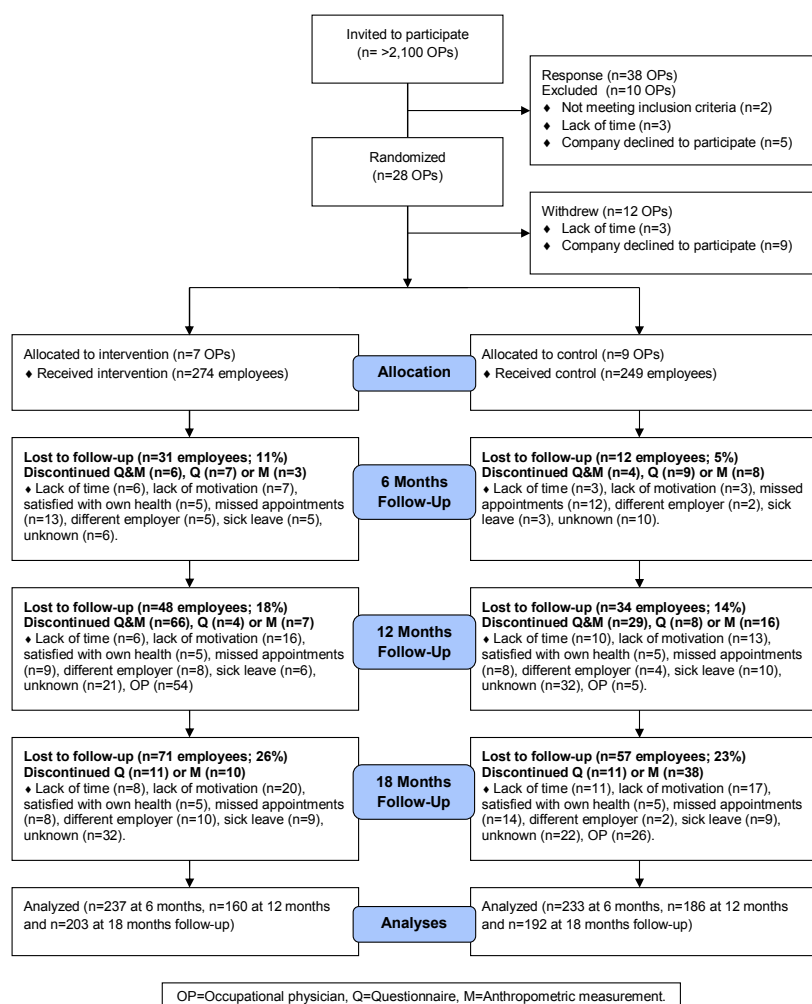 Invited to participate
(n= >2,100 OPs)
Response (n=38 OPs)
Excluded (n=10 OPs)
♦ Not meeting inclusion criteria (n=2)
♦ Lack of time (n=3)
♦ Company declined to participate (n=5)
Randomized
(n=28 OPs)
Withdrew (n=12 OPs)
♦ Lack of time (n=3)
♦ Company declined to participate (n=9)
Allocated to intervention (n=7 OPs)
♦ Received intervention (n=274 employees)
Allocation
Allocated to control (n=9 OPs)
♦ Received control (n=249 employees)
Lost to follow-up (n=31 employees; 11%)
Discontinued Q&M (n=6), Q (n=7) or M (n=3)
♦ Lack of time (n=6), lack of motivation (n=7),
satisfied with own health (n=5), missed appointments
(n=13), different employer (n=5), sick leave (n=5),
unknown (n=6).
6 Months
Follow-Up
Lost to follow-up (n=12 employees; 5%)
Discontinued Q&M (n=4), Q (n=9) or M (n=8)
♦ Lack of time (n=3), lack of motivation (n=3), missed
appointments (n=12), different employer (n=2), sick
leave (n=3), unknown (n=10).
Lost to follow-up (n=48 employees; 18%)
Discontinued Q&M (n=66), Q (n=4) or M (n=7)
♦ Lack of time (n=6), lack of motivation (n=16),
satisfied with own health (n=5), missed appointments
(n=9), different employer (n=8), sick leave (n=6),
unknown (n=21), OP (n=54)
12 Months
Follow-Up
Lost to follow-up (n=34 employees; 14%)
Discontinued Q&M (n=29), Q (n=8) or M (n=16)
♦ Lack of time (n=10), lack of motivation (n=13),
satisfied with own health (n=5), missed appointments
(n=8), different employer (n=4), sick leave (n=10),
unknown (n=32), OP (n=5).
Lost to follow-up (n=71 employees; 26%)
Discontinued Q (n=11) or M (n=10)
♦ Lack of time (n=8), lack of motivation (n=20),
satisfied with own health (n=5), missed appointments
(n=8), different employer (n=10), sick leave (n=9),
unknown (n=32).
18 Months
Follow-Up
Lost to follow-up (n=57 employees; 23%)
Discontinued Q (n=11) or M (n=38)
♦ Lack of time (n=11), lack of motivation (n=17),
satisfied with own health (n=5), missed appointments
(n=14), different employer (n=2), sick leave (n=9),
unknown (n=22), OP (n=26).
Analyzed (n=237 at 6 months, n=160 at 12 months
and n=203 at 18 months follow-up)
Analyses
Analyzed (n=233 at 6 months, n=186 at 12 months
and n=192 at 18 months follow-up)
OP=Occupational physician, Q=Questionnaire, M=Anthropometric measurement.